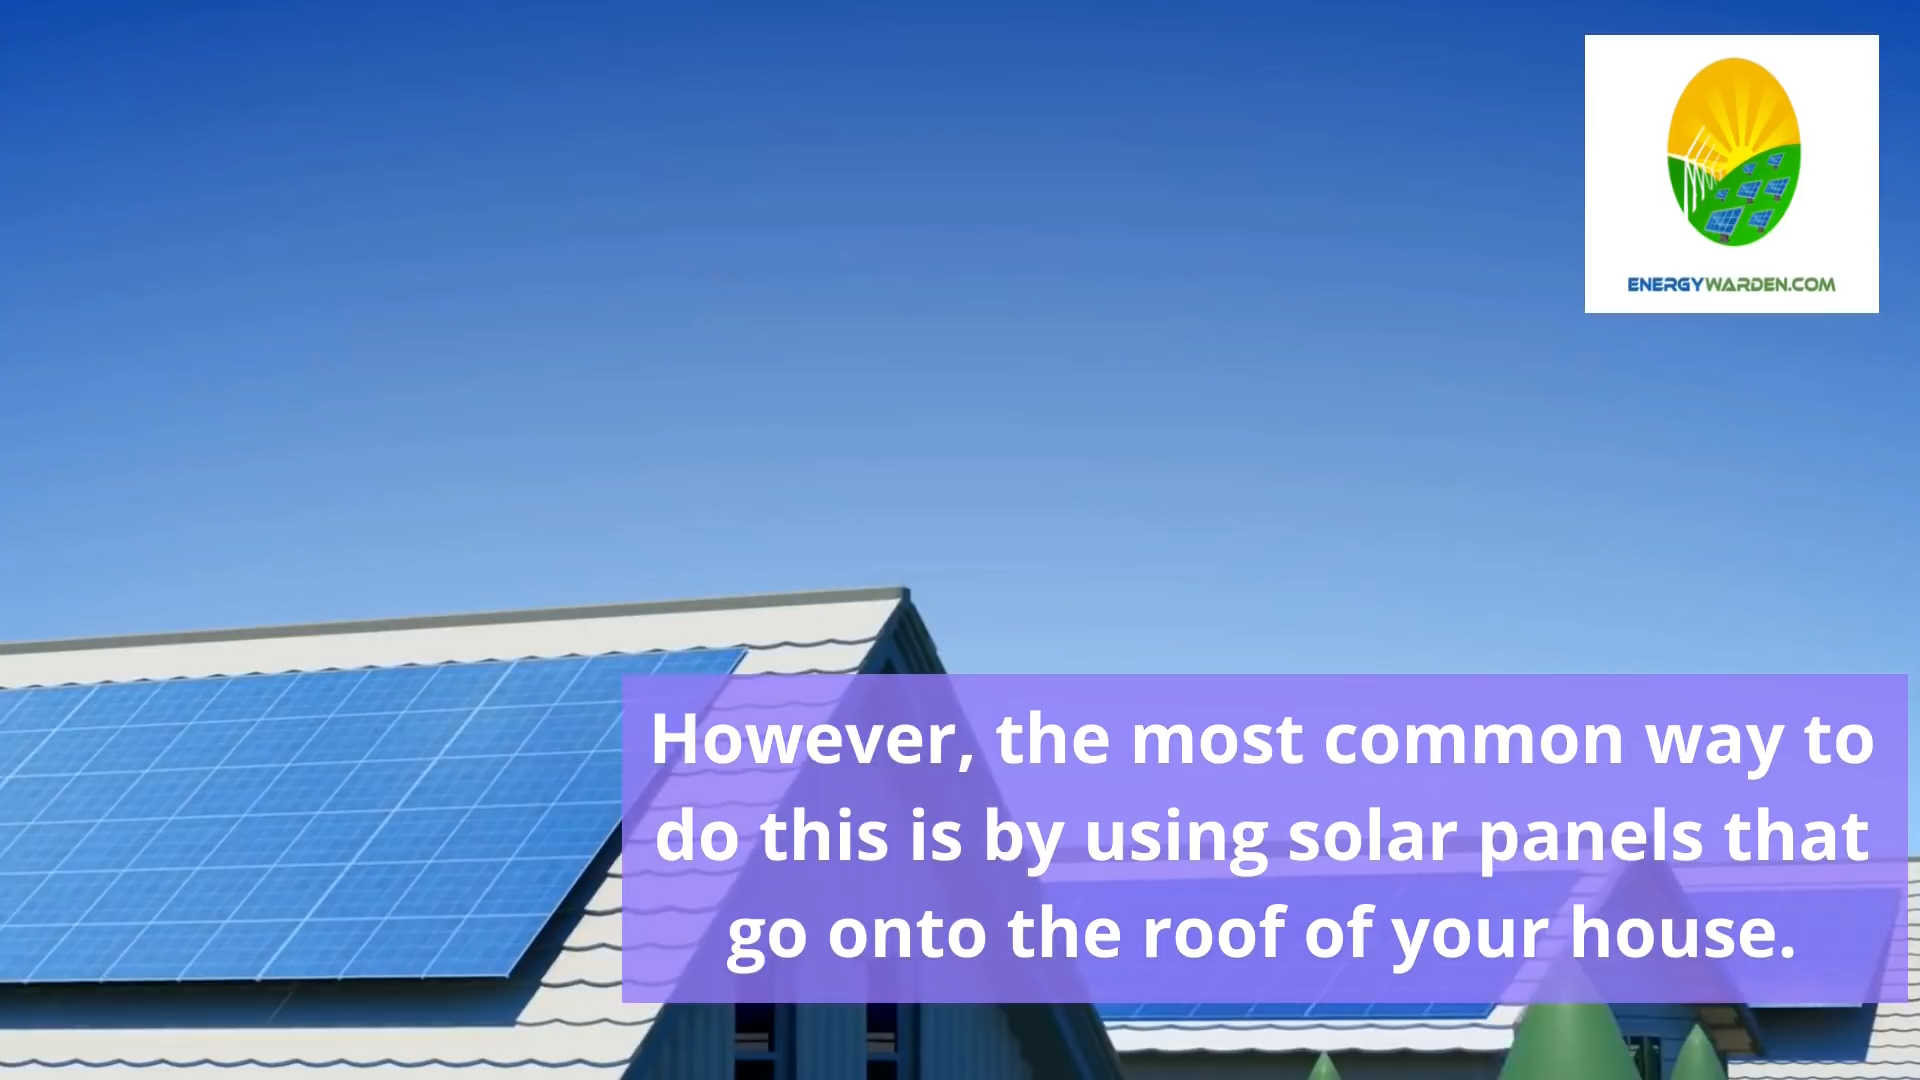 ENERGYWARDEN.COM
However, the most common way to
do this is by using solar panels that
go onto the roof of your house.